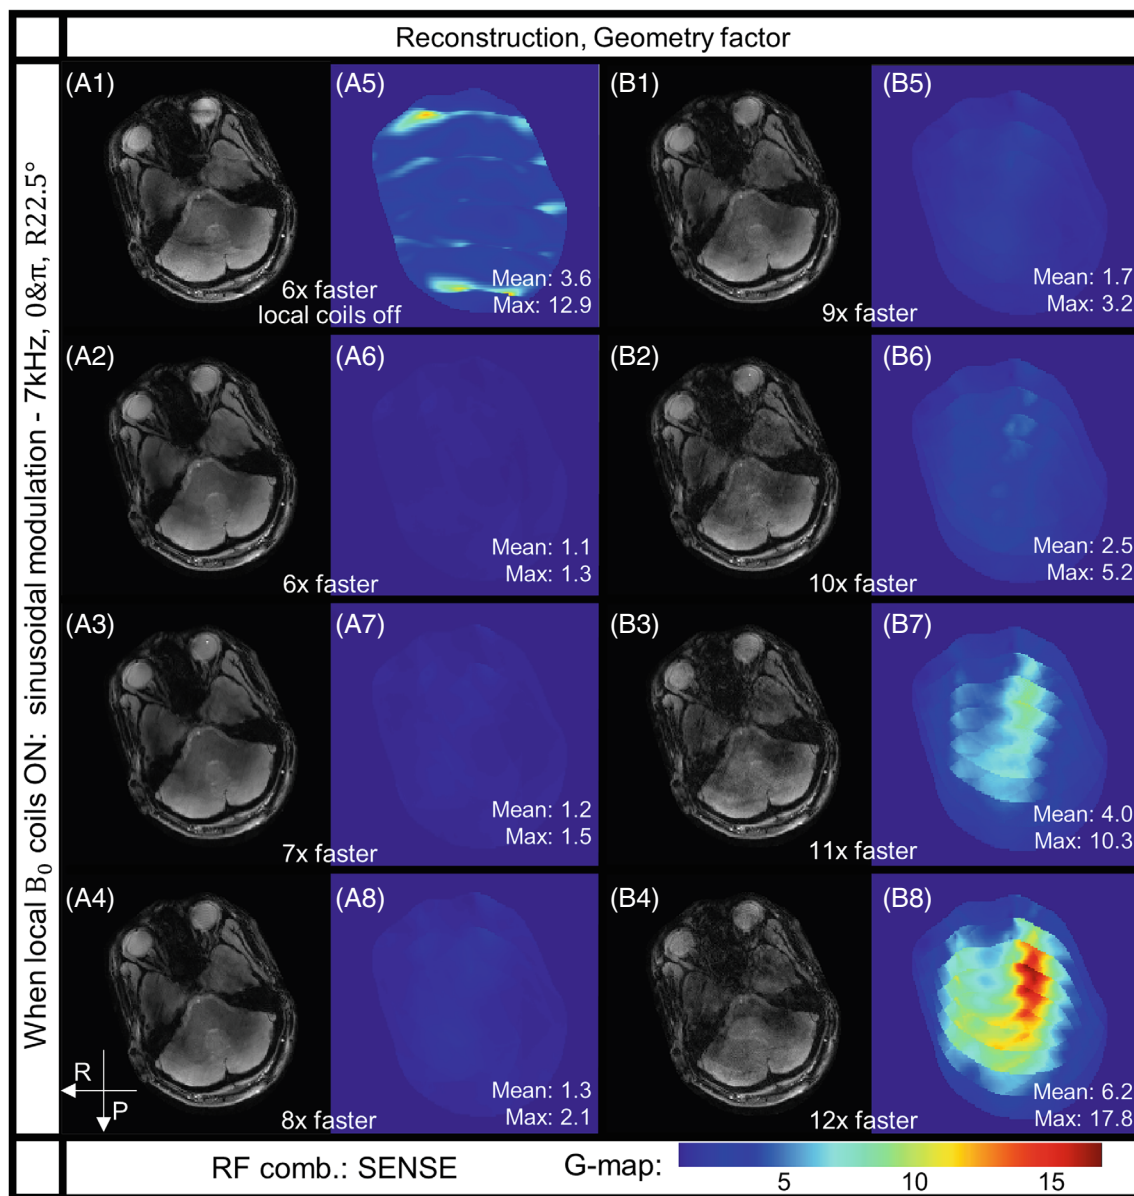 Reconstruction, Geometry factor
When local B₀ coils ON: sinusoidal modulation - 7kHz, 0&π, R22.5°
(A1)
6x faster
local coils off
(A5)
Mean: 3.6
Max: 12.9
(B1)
9x faster
(B5)
Mean: 1.7
Max: 3.2
(A2)
6x faster
(A6)
Mean: 1.1
Max: 1.3
(B2)
10x faster
(B6)
Mean: 2.5
Max: 5.2
(A3)
7x faster
(A7)
Mean: 1.2
Max: 1.5
(B3)
11x faster
(B7)
Mean: 4.0
Max: 10.3
(A4)
R
P
8x faster
(A8)
Mean: 1.3
Max: 2.1
(B4)
12x faster
(B8)
Mean: 6.2
Max: 17.8
RF comb.: SENSE
G-map:
5 10 15